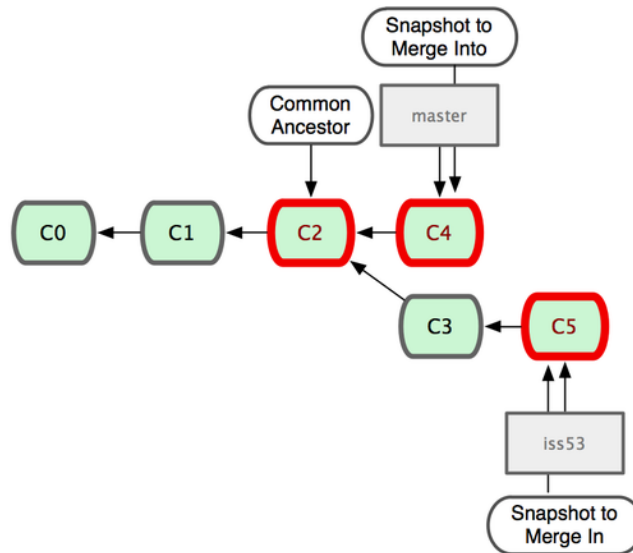 Snapshot to
Merge Into
Common
Ancestor
master
C0
C1
C2
C4
C3
C5
iss53
Snapshot to
Merge In